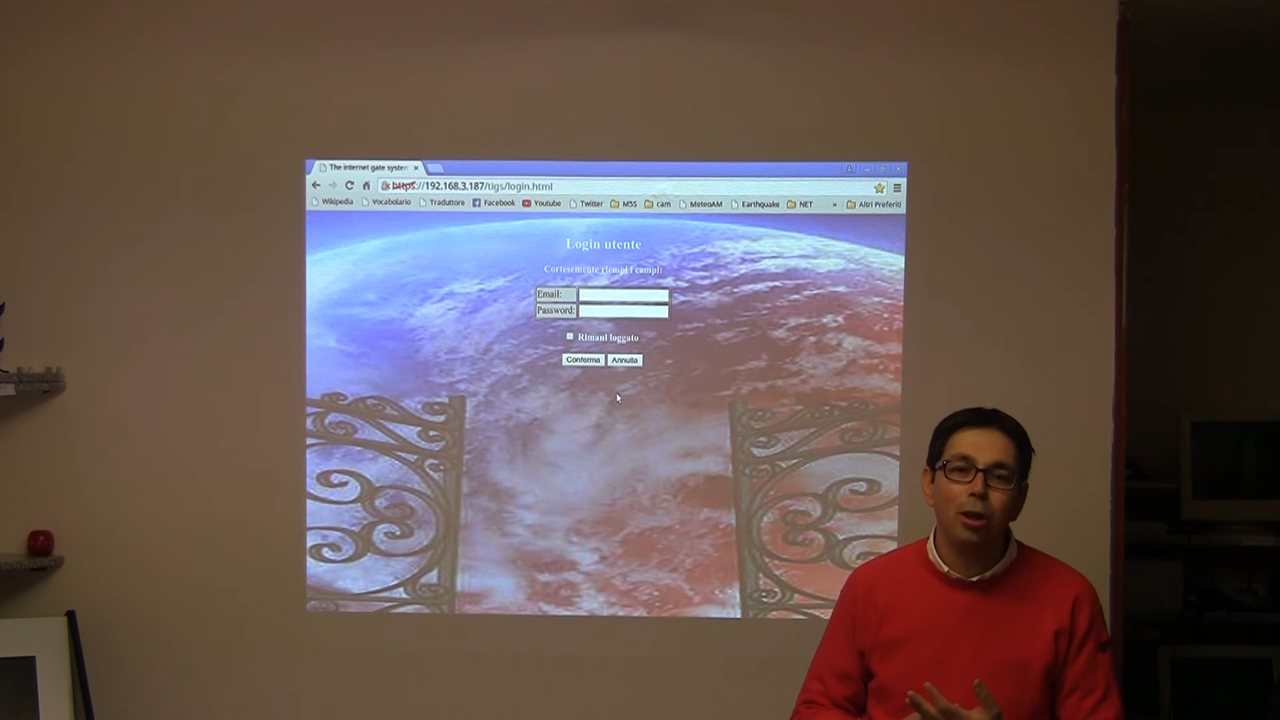 The internet gate system
https://192.168.3.187/tigs/login.html
Wikipedia Vocabolario Traduttore Facebook Youtube Twitter M5S cam MeteoAM Earthquake NET » Altri Preferiti
Login utente
Cortesemente riempi i campi:
Email:
Password:
Rimani loggato
Conferma Annulla